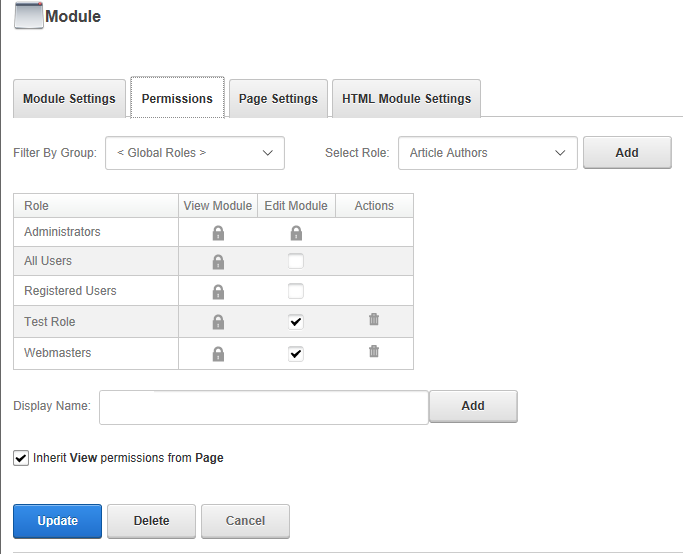 Module
Module Settings Permissions Page Settings HTML Module Settings
Filter By Group: < Global Roles > Select Role: Article Authors Add
Role View Module Edit Module Actions
Administrators
All Users
Registered Users
Test Role
Webmasters
Display Name: Add
Inherit View permissions from Page
Update Delete Cancel